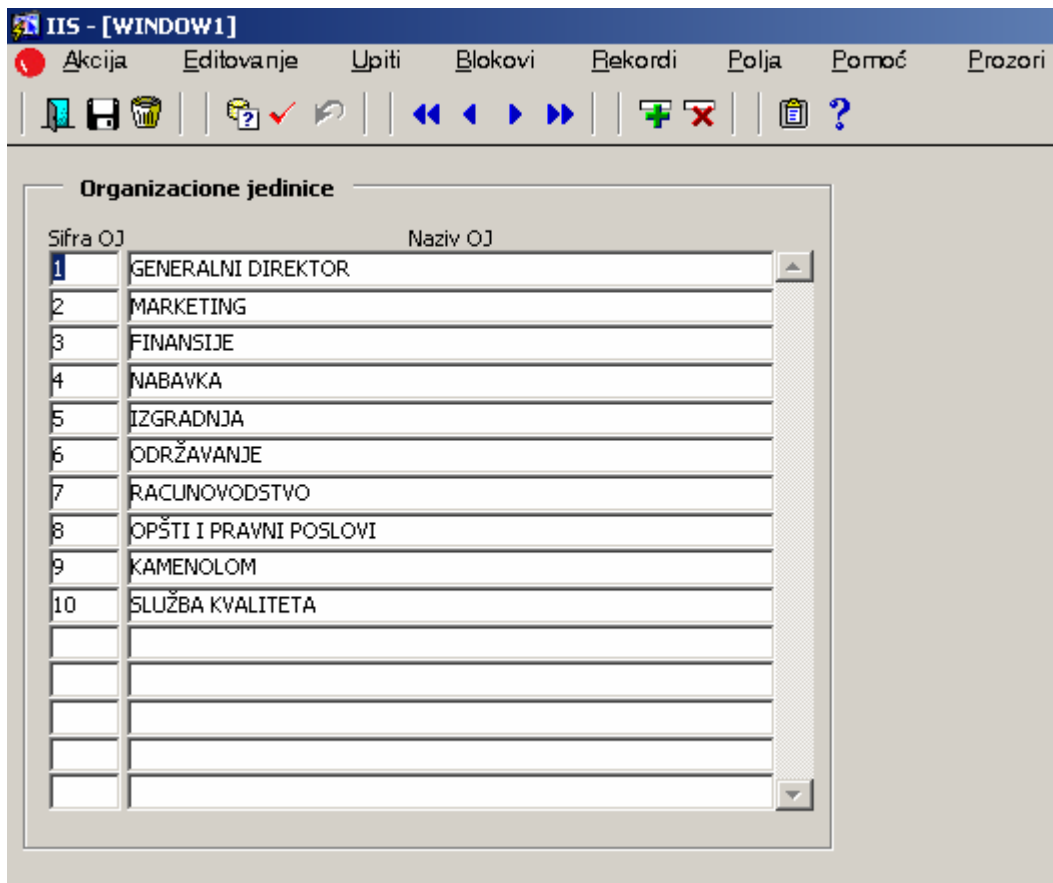 IIS - [WINDOW1]
Akcija Editovanje Upiti Blokovi Rekordi Polja Pomoć Prozori
Organizacione jedinice
Sifra OJ Naziv OJ
1 GENERALNI DIREKTOR
2 MARKETING
3 FINANSIJE
4 NABAVKA
5 IZGRADNJA
6 ODRŽAVANJE
7 RACUNOVODSTVO
8 OPŠTI I PRAVNI POSLOVI
9 KAMENOLOM
10 SLUŽBA KVALITETA